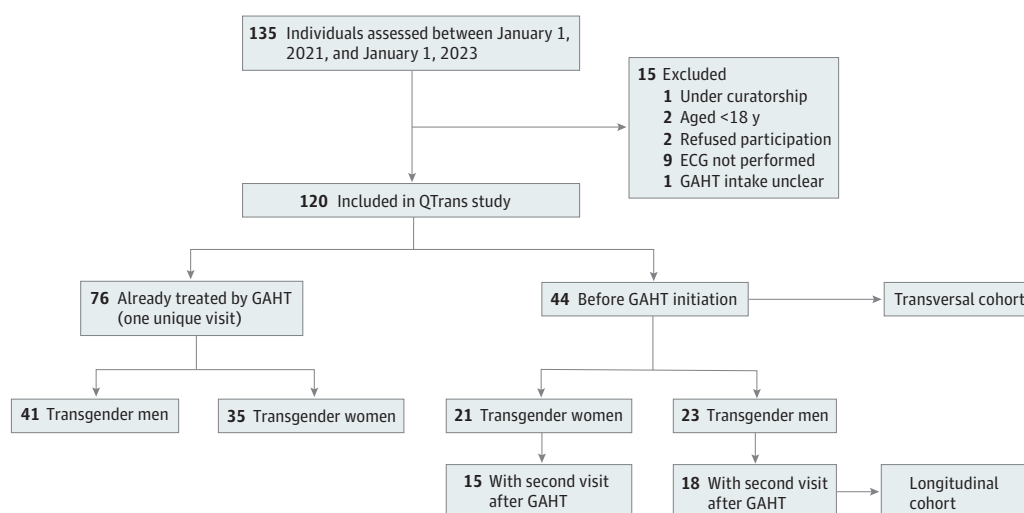 135 Individuals assessed between January 1,
2021, and January 1, 2023
15 Excluded
1 Under curatorship
2 Aged <18 y
2 Refused participation
9 ECG not performed
1 GAHT intake unclear
120 Included in QTrans study
76 Already treated by GAHT
(one unique visit)
44 Before GAHT initiation
Transversal cohort
41 Transgender men
35 Transgender women
21 Transgender women
23 Transgender men
15 With second visit
after GAHT
18 With second visit
after GAHT
Longitudinal
cohort